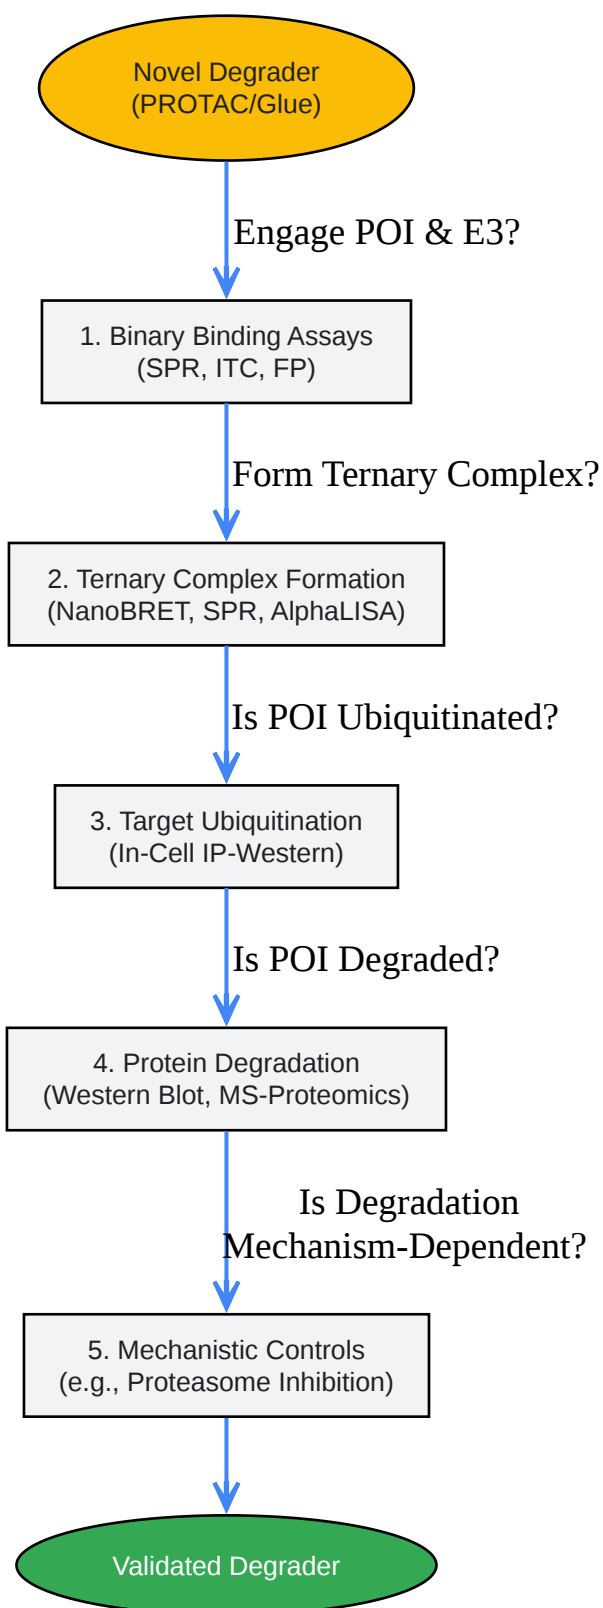 Novel Degrader
(PROTAC/Glue)
Engage POI & E3?
1. Binary Binding Assays
(SPR, ITC, FP)
Form Ternary Complex?
2. Ternary Complex Formation
(NanoBRET, SPR, AlphaLISA)
Is POI Ubiquitinated?
3. Target Ubiquitination
(In-Cell IP-Western)
Is POI Degraded?
4. Protein Degradation
(Western Blot, MS-Proteomics)
Is Degradation
Mechanism-Dependent?
5. Mechanistic Controls
(e.g., Proteasome Inhibition)
Validated Degrader